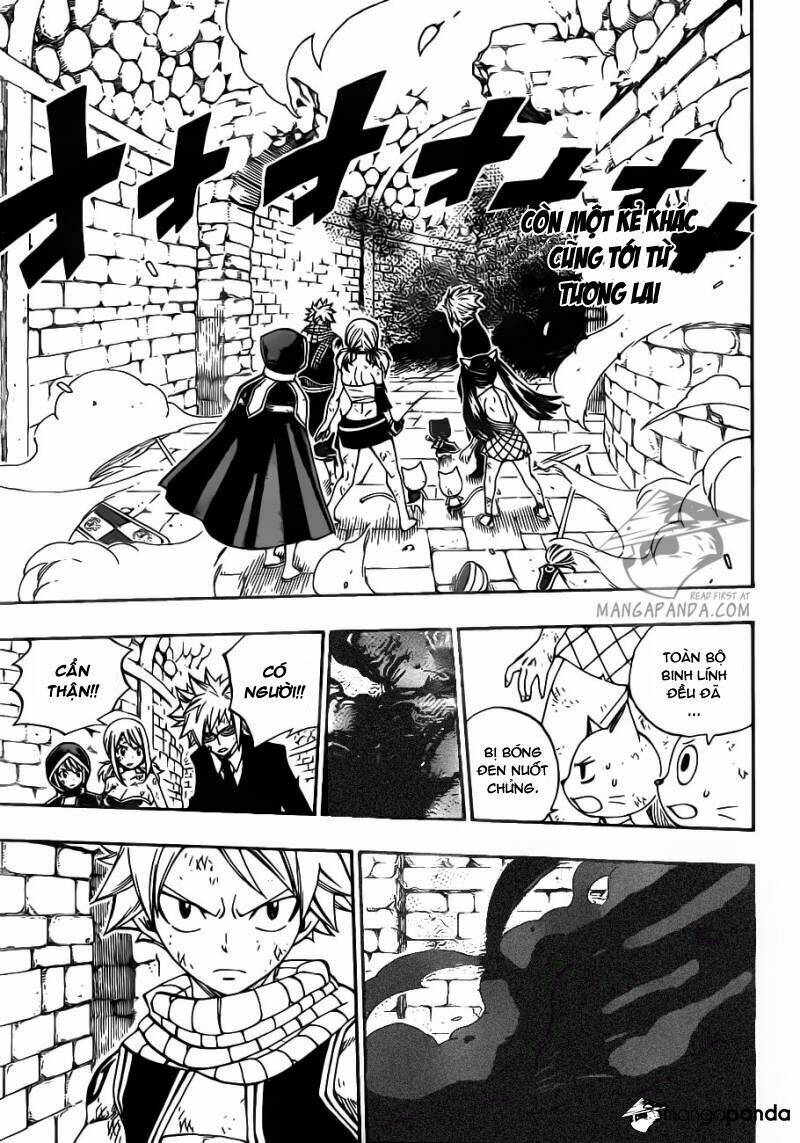 CÒN MỘT KẺ KHÁC
CŨNG TỚI TỪ
TƯƠNG LAI
READ FIRST AT
MANGAPANDA.COM
TOÀN BỘ
BINH LÍNH
ĐỀU ĐÃ
...
BỊ BÓNG
ĐEN NUỐT
CHỬNG.
CÓ
NGƯỜI!!
CẨN
THẬN!!
mangapanda